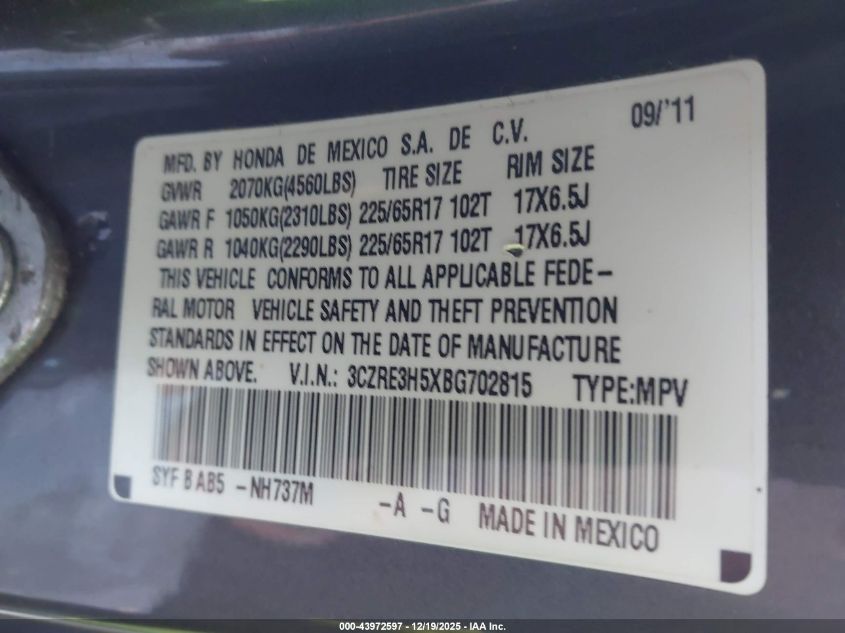 09/'11
MFD. BY HONDA DE MEXICO S.A. DE C.V.
GVWR 2070KG(4560LBS) TIRE SIZE RIM SIZE
GAWR F 1050KG(2310LBS) 225/65R17 102T 17X6.5J
GAWR R 1040KG(2290LBS) 225/65R17 102T 17X6.5J
THIS VEHICLE CONFORMS TO ALL APPLICABLE FEDE-
RAL MOTOR VEHICLE SAFETY AND THEFT PREVENTION
STANDARDS IN EFFECT ON THE DATE OF MANUFACTURE
SHOWN ABOVE. V.I.N.: 3CZRE3H5XBG702815 TYPE:MPV
SYF B AB5 -NH737M -A -G MADE IN MEXICO
000-43972597 - 12/19/2025 - IAA Inc.